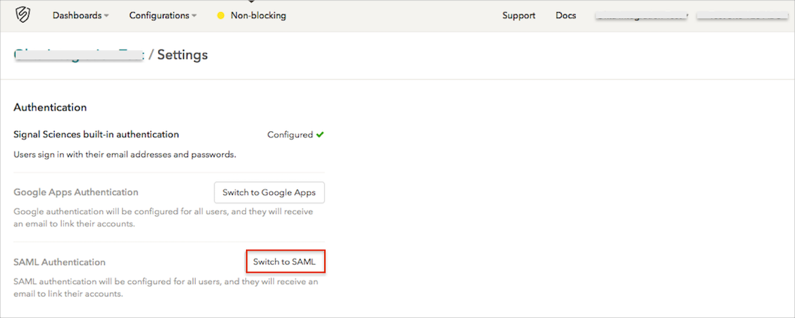 Dashboards Configurations Non-blocking Support Docs
/ Settings
Authentication
Signal Sciences built-in authentication Configured
Users sign in with their email addresses and passwords.
Google Apps Authentication Switch to Google Apps
Google authentication will be configured for all users, and they will receive
an email to link their accounts.
SAML Authentication Switch to SAML
SAML authentication will be configured for all users, and they will receive an
email to link their accounts.